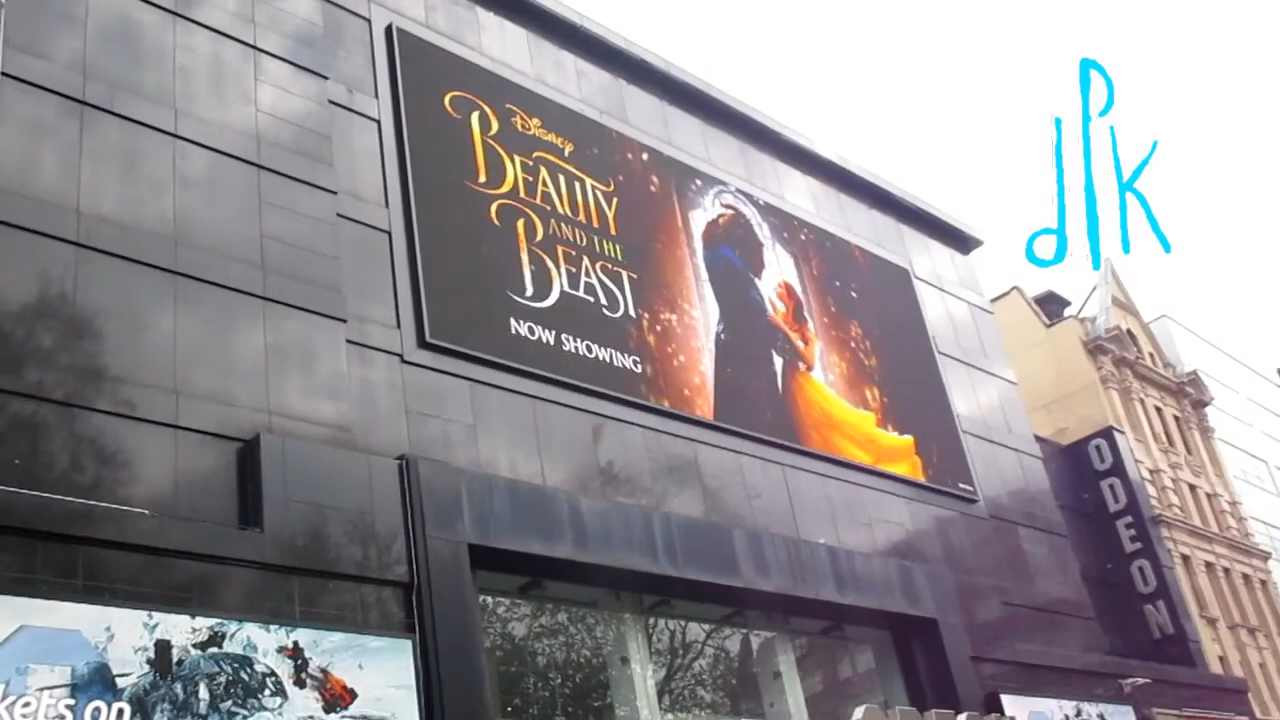 Disney
BEAUTY
AND THE
BEAST
NOW SHOWING
dPk
ODEON
kets on